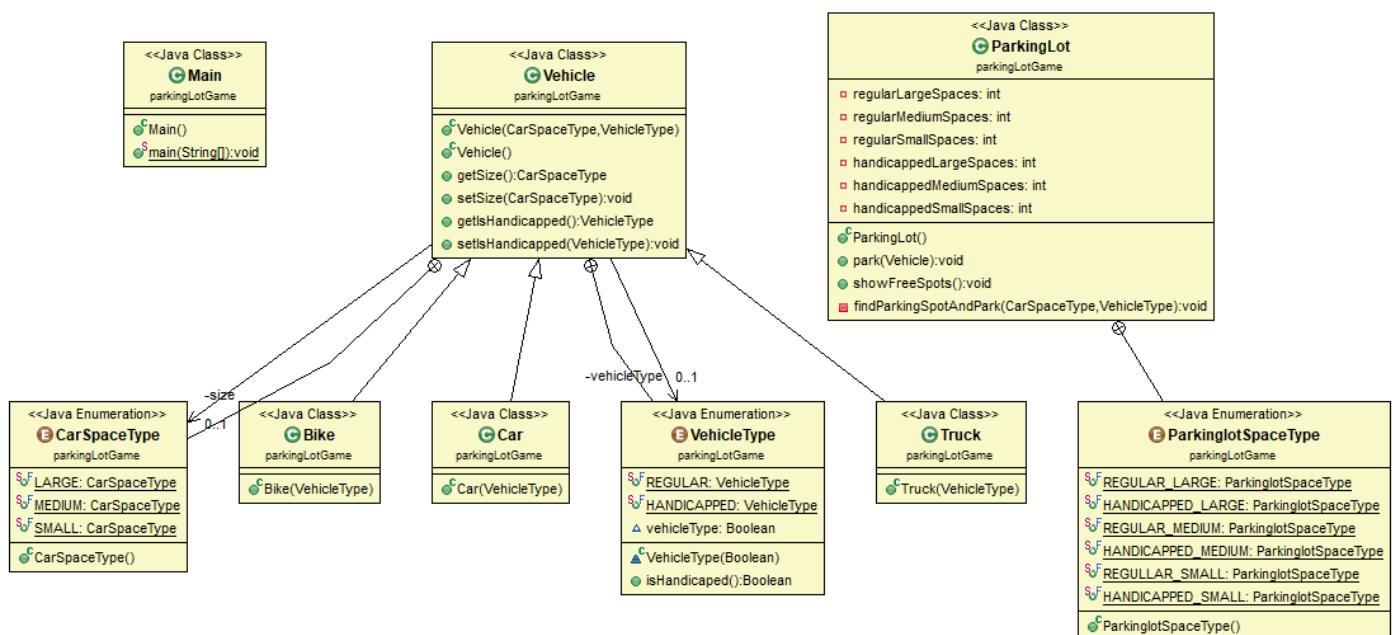 <<Java Class>>
Main
parkingLotGame
Main()
main(String[]):void
<<Java Class>>
Vehicle
parkingLotGame
Vehicle(CarSpaceType,VehicleType)
Vehicle()
getSize():CarSpaceType
setSize(CarSpaceType):void
getIsHandicapped():VehicleType
setIsHandicapped(VehicleType):void
<<Java Class>>
ParkingLot
parkingLotGame
regularLargeSpaces: int
regularMediumSpaces: int
regularSmallSpaces: int
handicappedLargeSpaces: int
handicappedMediumSpaces: int
handicappedSmallSpaces: int
ParkingLot()
park(Vehicle):void
showFreeSpots():void
findParkingSpotAndPark(CarSpaceType,VehicleType):void
-size
0..1
-vehicleType
0..1
<<Java Enumeration>>
CarSpaceType
parkingLotGame
LARGE: CarSpaceType
MEDIUM: CarSpaceType
SMALL: CarSpaceType
CarSpaceType()
<<Java Class>>
Bike
parkingLotGame
Bike(VehicleType)
<<Java Class>>
Car
parkingLotGame
Car(VehicleType)
<<Java Enumeration>>
VehicleType
parkingLotGame
REGULAR: VehicleType
HANDICAPPED: VehicleType
vehicleType: Boolean
VehicleType(Boolean)
isHandicaped():Boolean
<<Java Class>>
Truck
parkingLotGame
Truck(VehicleType)
<<Java Enumeration>>
ParkinglotSpaceType
parkingLotGame
REGULAR_LARGE: ParkinglotSpaceType
HANDICAPPED_LARGE: ParkinglotSpaceType
REGULAR_MEDIUM: ParkinglotSpaceType
HANDICAPPED_MEDIUM: ParkinglotSpaceType
REGULLAR_SMALL: ParkinglotSpaceType
HANDICAPPED_SMALL: ParkinglotSpaceType
ParkinglotSpaceType()